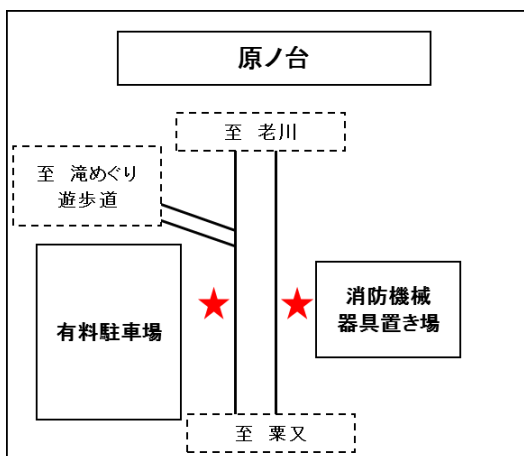 原ノ台
至 老川
至 滝めぐり
遊歩道
有料駐車場
消防機械
器具置き場
至 粟又